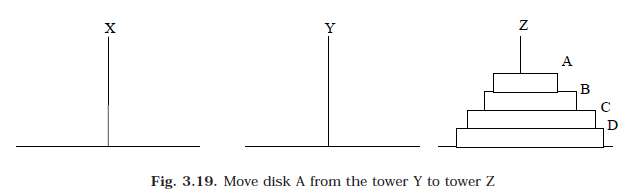 X Y Z
A
B
C
D
Fig. 3.19. Move disk A from the tower Y to tower Z